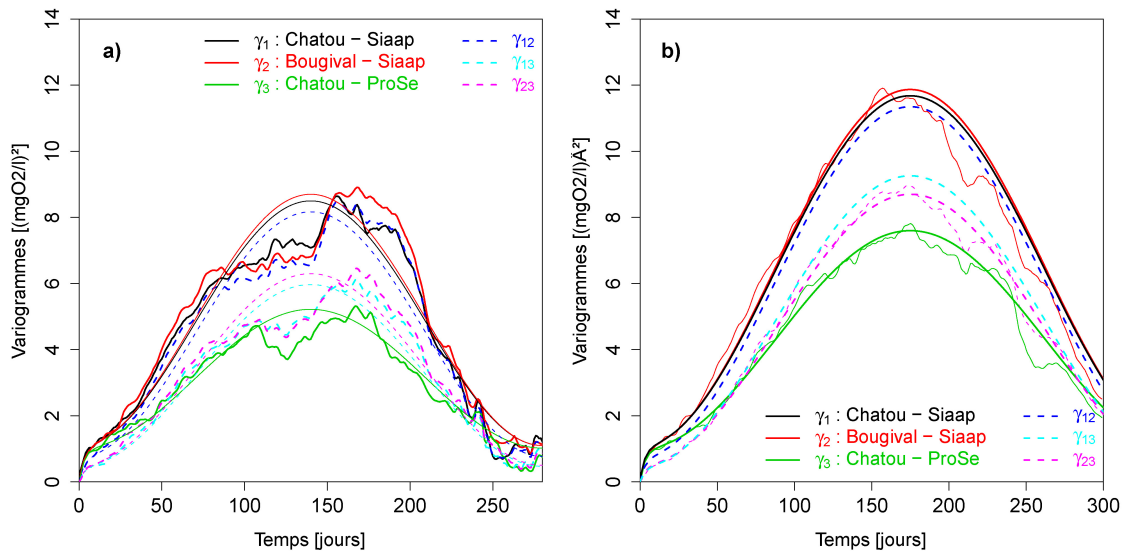 a)
γ1 : Chatou − Siaap
γ2 : Bougival − Siaap
γ3 : Chatou − ProSe
γ12
γ13
γ23
Variogrammes [(mgO2/l)²]
14
12
10
8
6
4
2
0
0 50 100 150 200 250
Temps [jours]
b)
Variogrammes [(mgO2/l)Ä²]
14
12
10
8
6
4
2
0
γ1 : Chatou − Siaap
γ2 : Bougival − Siaap
γ3 : Chatou − ProSe
γ12
γ13
γ23
0 50 100 150 200 250 300
Temps [jours]